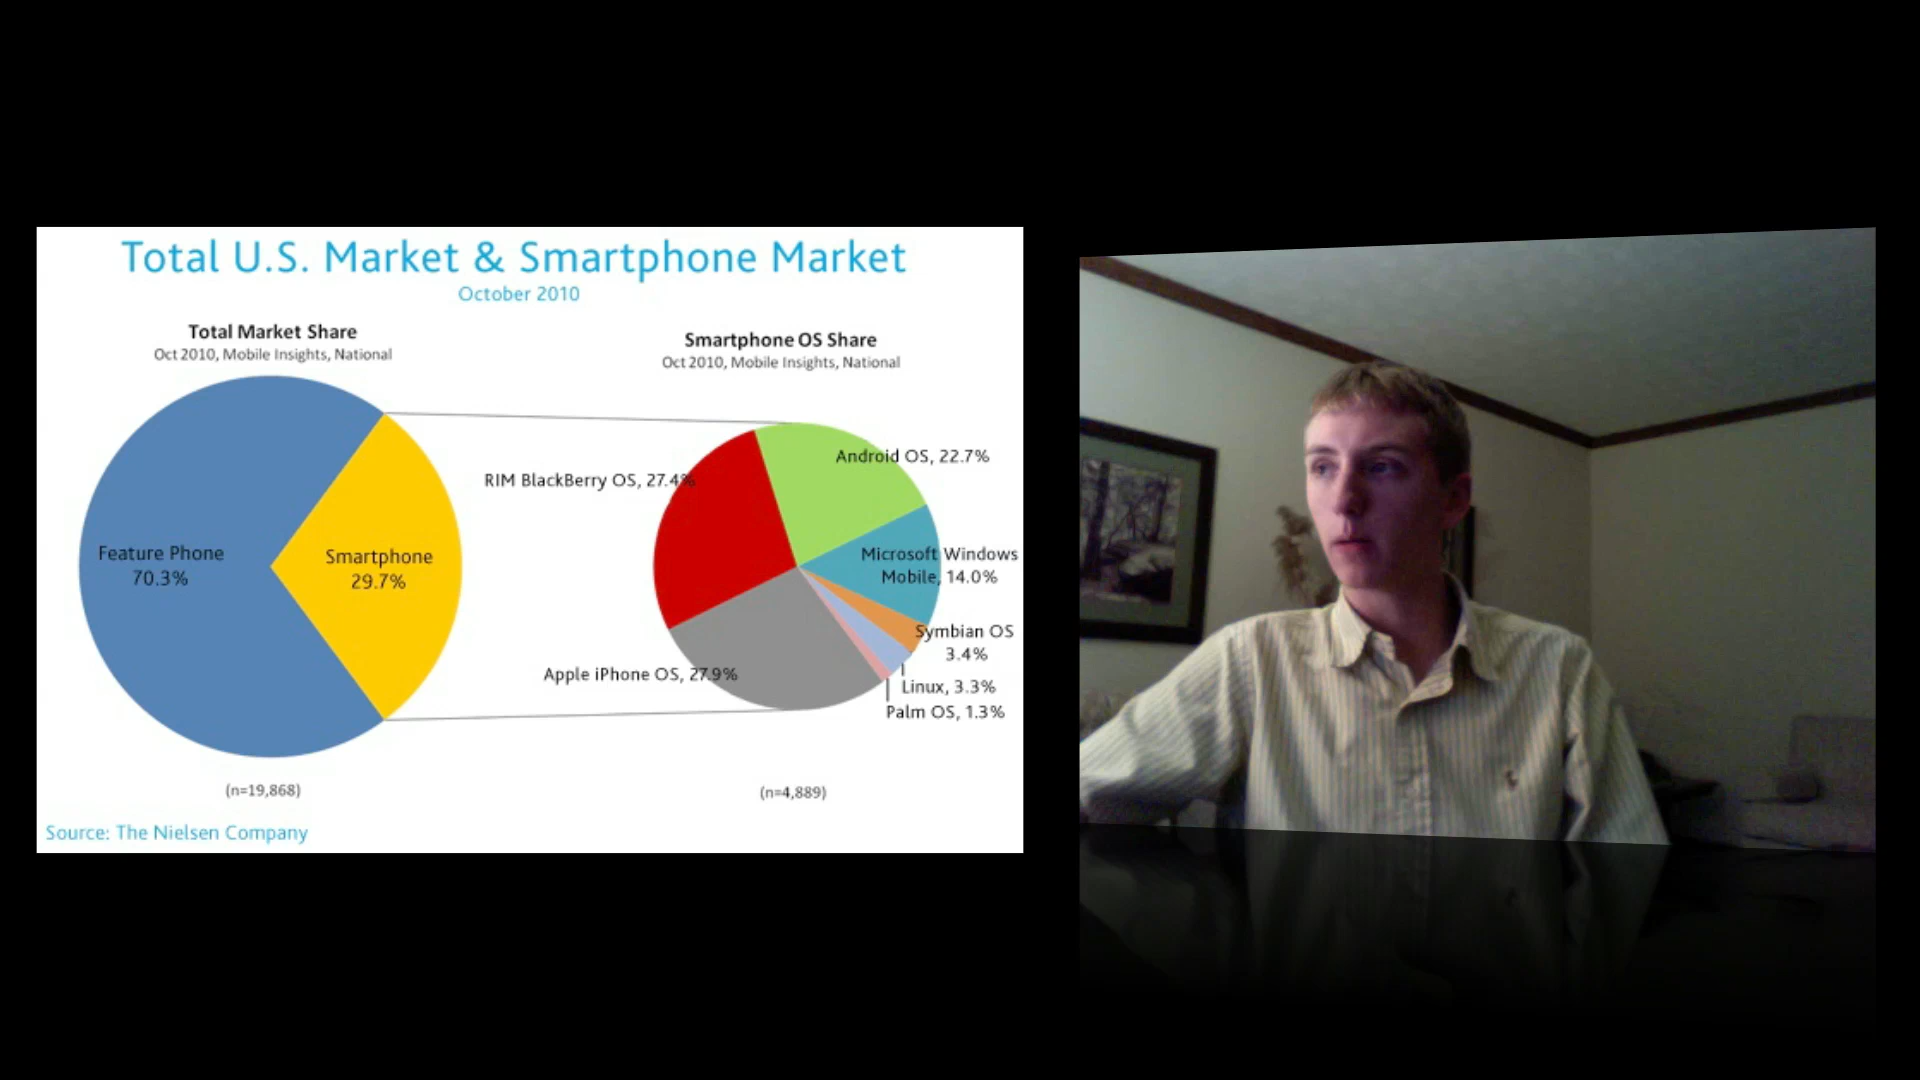 Total U.S. Market & Smartphone Market
October 2010
Total Market Share
Oct 2010, Mobile Insights, National
Feature Phone
70.3%
Smartphone
29.7%
(n=19,868)
Smartphone OS Share
Oct 2010, Mobile Insights, National
Android OS, 22.7%
RIM BlackBerry OS, 27.4%
Microsoft Windows
Mobile, 14.0%
Symbian OS
3.4%
Apple iPhone OS, 27.9%
Linux, 3.3%
Palm OS, 1.3%
(n=4,889)
Source: The Nielsen Company